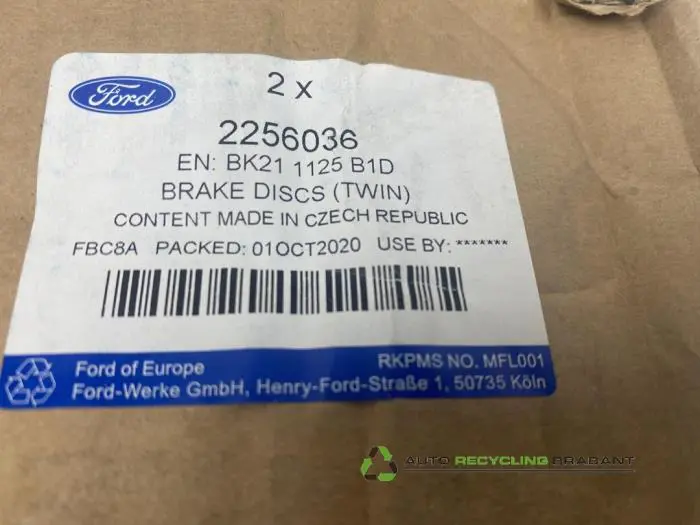 Ford
2 x
2256036
EN: BK21 1125 B1D
BRAKE DISCS (TWIN)
CONTENT MADE IN CZECH REPUBLIC
FBC8A PACKED: 01OCT2020 USE BY: *******
Ford of Europe
RKPMS NO. MFL001
Ford-Werke GmbH, Henry-Ford-Straße 1, 50735 Köln
AUTO RECYCLING BRABANT